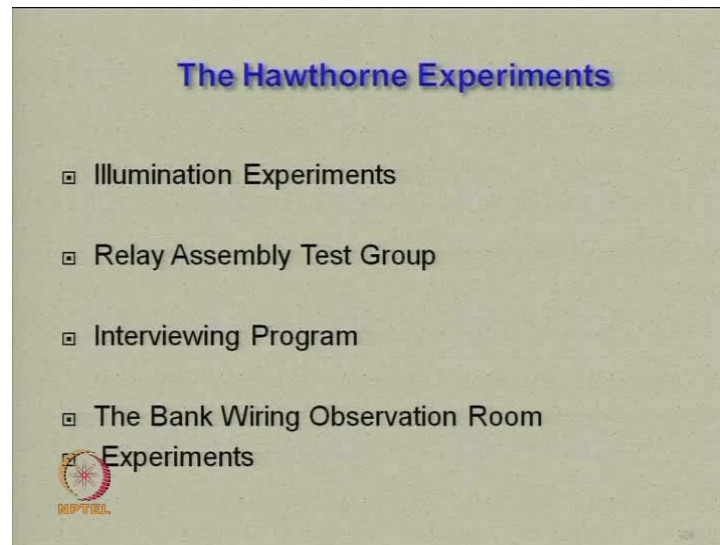 The Hawthorne Experiments
Illumination Experiments
Relay Assembly Test Group
Interviewing Program
The Bank Wiring Observation Room
Experiments
NPTEL